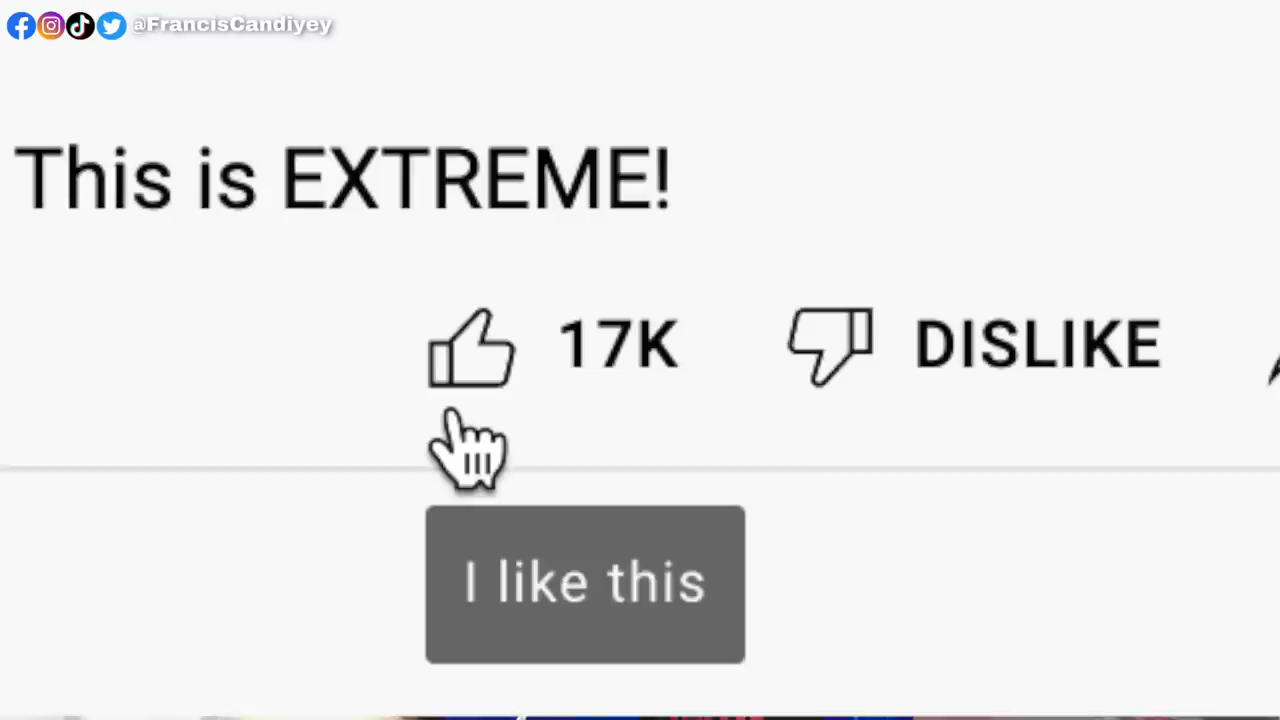 @FrancisCandiyey
This is EXTREME!
17K
DISLIKE
I like this